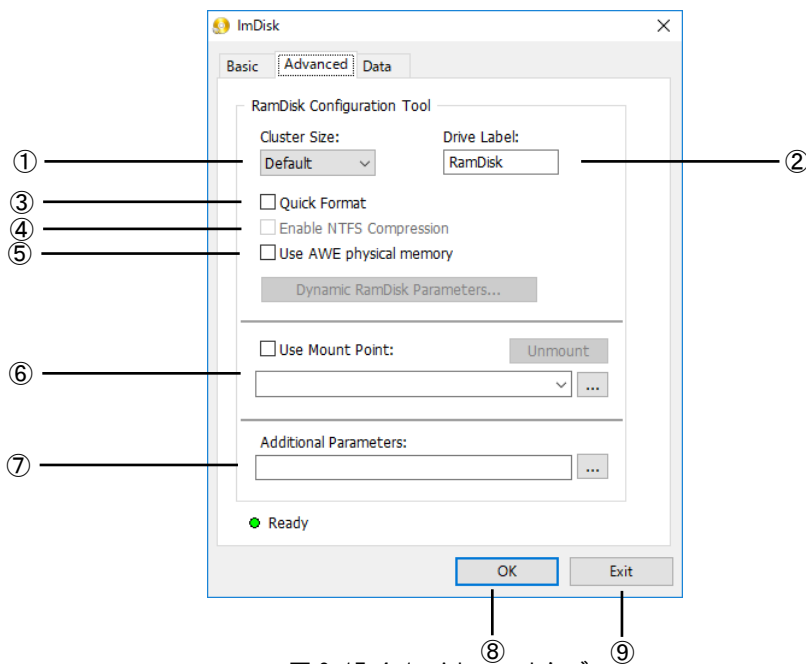 ImDisk
Basic Advanced Data
RamDisk Configuration Tool
Cluster Size: Drive Label:
① Default RamDisk ②
③ Quick Format
④ Enable NTFS Compression
⑤ Use AWE physical memory
Dynamic RamDisk Parameters...
Use Mount Point: Unmount
⑥ ...
Additional Parameters:
⑦ ...
Ready
OK Exit
⑧ ⑨